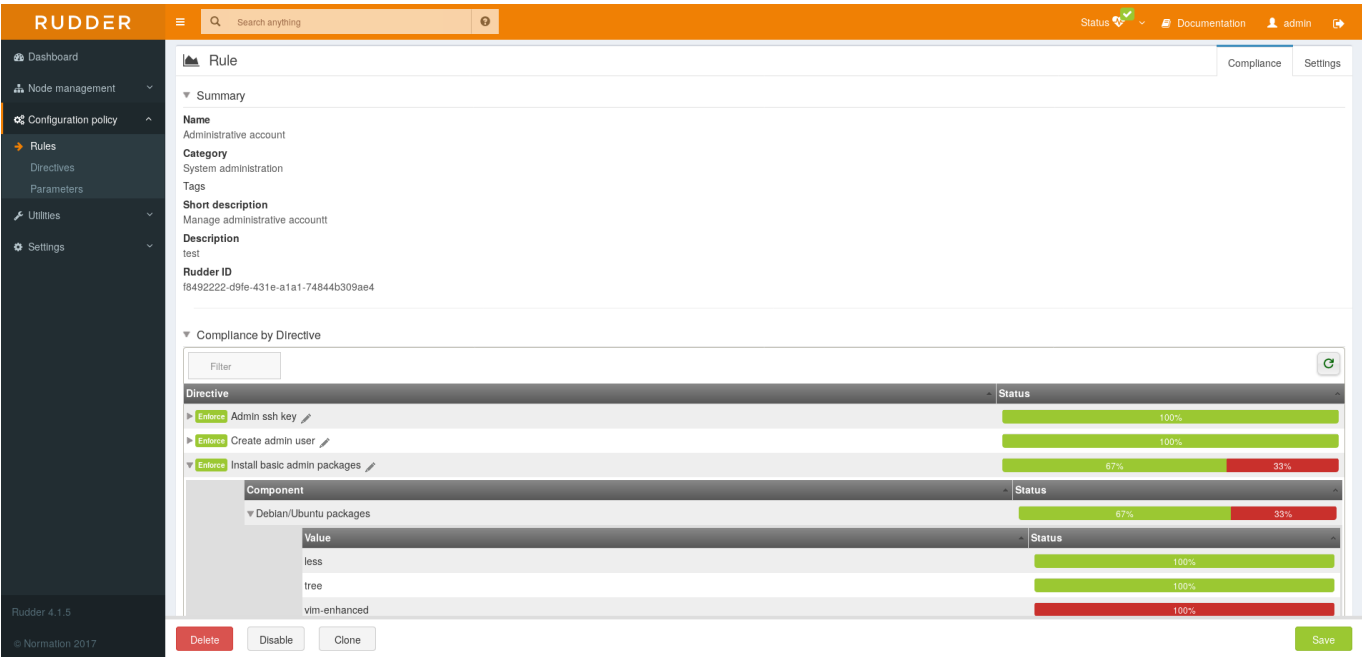 RUDDER
Search anything
Status
Documentation
admin
Dashboard
Node management
Configuration policy
Rules
Directives
Parameters
Utilities
Settings
Rudder 4.1.5
© Normation 2017
Rule
Compliance
Settings
Summary
Name
Administrative account
Category
System administration
Tags
Short description
Manage administrative accountt
Description
test
Rudder ID
f8492222-d9fe-431e-a1a1-74844b309ae4
Compliance by Directive
Filter
Directive Status
Enforce Admin ssh key 100%
Enforce Create admin user 100%
Enforce Install basic admin packages 67% 33%
Component Status
Debian/Ubuntu packages 67% 33%
Value Status
less 100%
tree 100%
vim-enhanced 100%
Delete Disable Clone Save